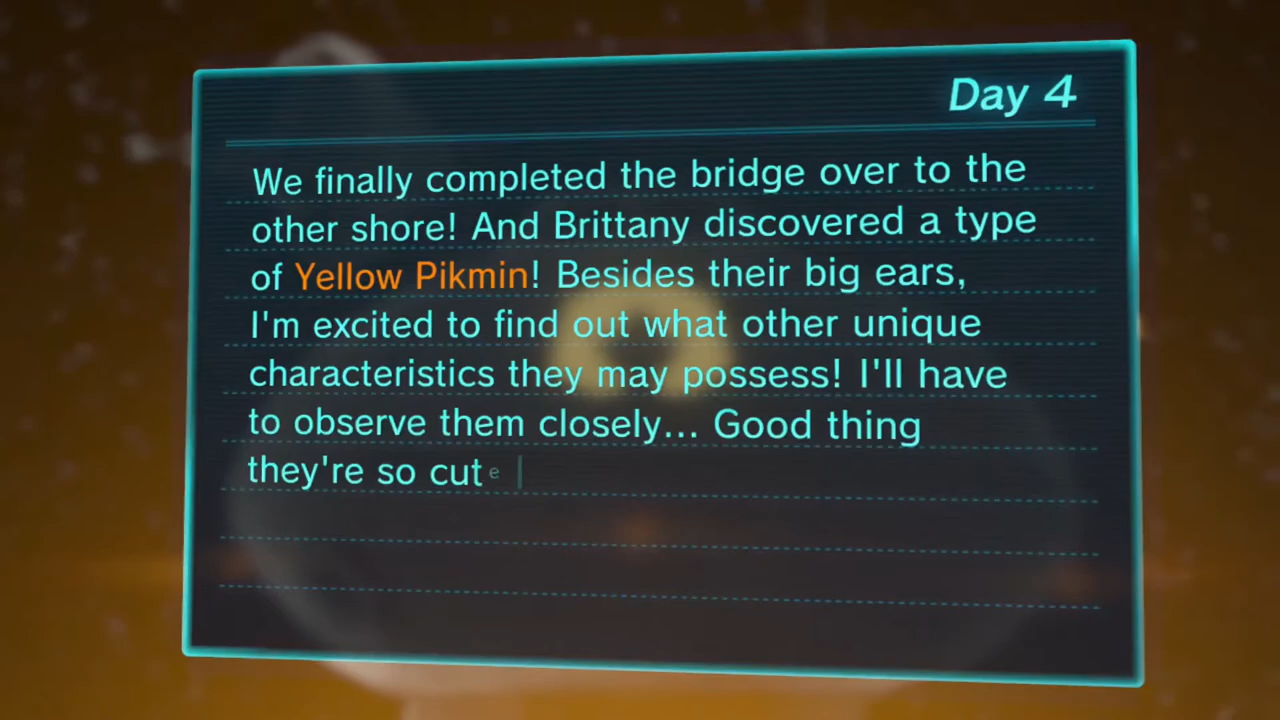 Day 4
We finally completed the bridge over to the
other shore! And Brittany discovered a type
of Yellow Pikmin! Besides their big ears,
I'm excited to find out what other unique
characteristics they may possess! I'll have
to observe them closely... Good thing
they're so cute